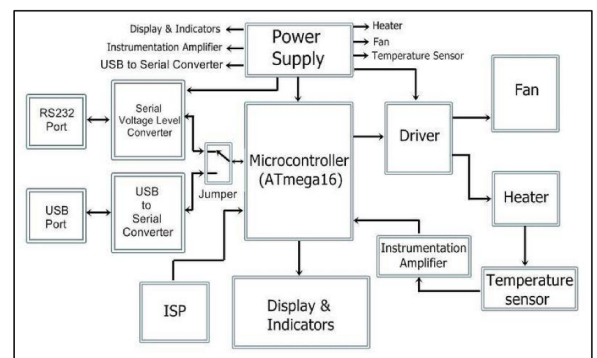 Display & Indicators
Instrumentation Amplifier
USB to Serial Converter
Power
Supply
Heater
Fan
Temperature Sensor
RS232
Port
Serial
Voltage Level
Converter
Jumper
Microcontroller
(ATmega16)
Driver
Fan
Heater
USB
Port
USB
to
Serial
Converter
Instrumentation
Amplifier
Temperature
sensor
ISP
Display &
Indicators